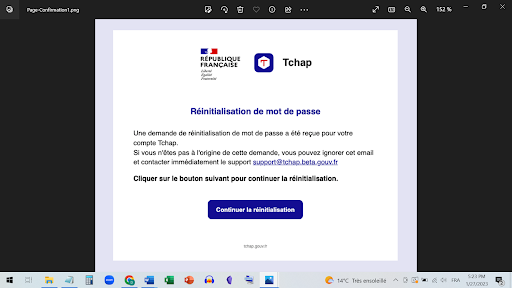 Page-Confirmation1.png
152 %
RÉPUBLIQUE
FRANÇAISE
Liberté
Égalité
Fraternité
Tchap
Réinitialisation de mot de passe
Une demande de réinitialisation de mot de passe a été reçue pour votre
compte Tchap.
Si vous n'êtes pas à l'origine de cette demande, vous pouvez ignorer cet email
et contacter immédiatement le support support@tchap.beta.gouv.fr
Cliquer sur le bouton suivant pour continuer la réinitialisation.
Continuer la réinitialisation
tchap.gouv.fr
14°C Très ensoleillé
FRA
5:23 PM
5/27/2023